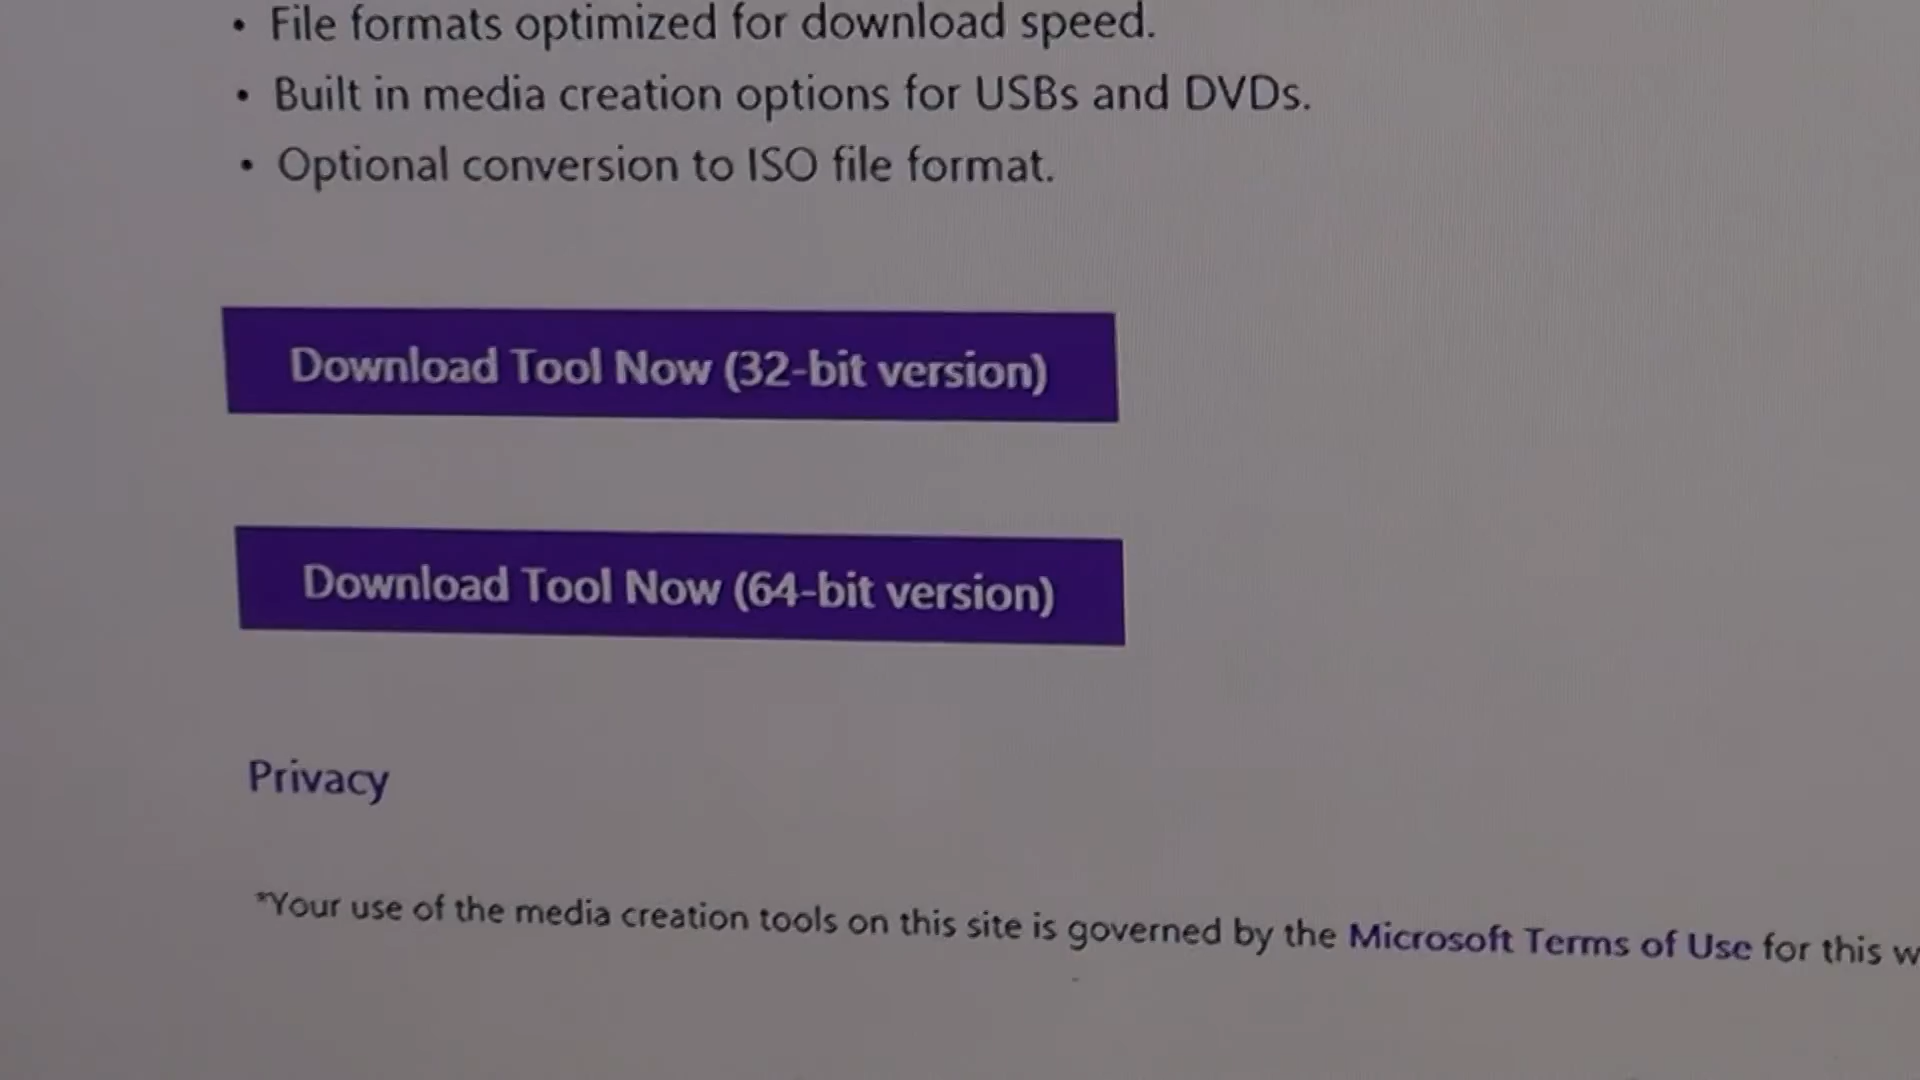 • File formats optimized for download speed.
• Built in media creation options for USBs and DVDs.
• Optional conversion to ISO file format.
Download Tool Now (32-bit version)
Download Tool Now (64-bit version)
Privacy
*Your use of the media creation tools on this site is governed by the Microsoft Terms of Use for this w